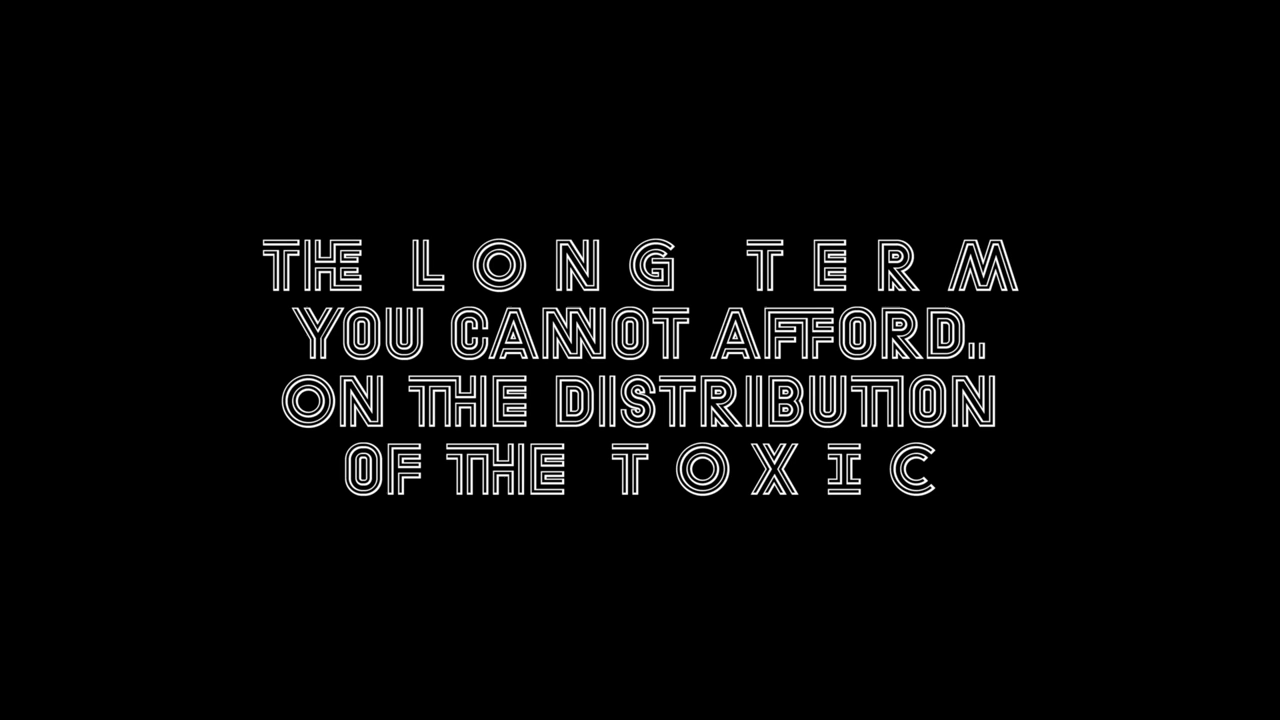 THE LONG TERM
YOU CANNOT AFFORD..
ON THE DISTRIBUTION
OF THE TOXIC